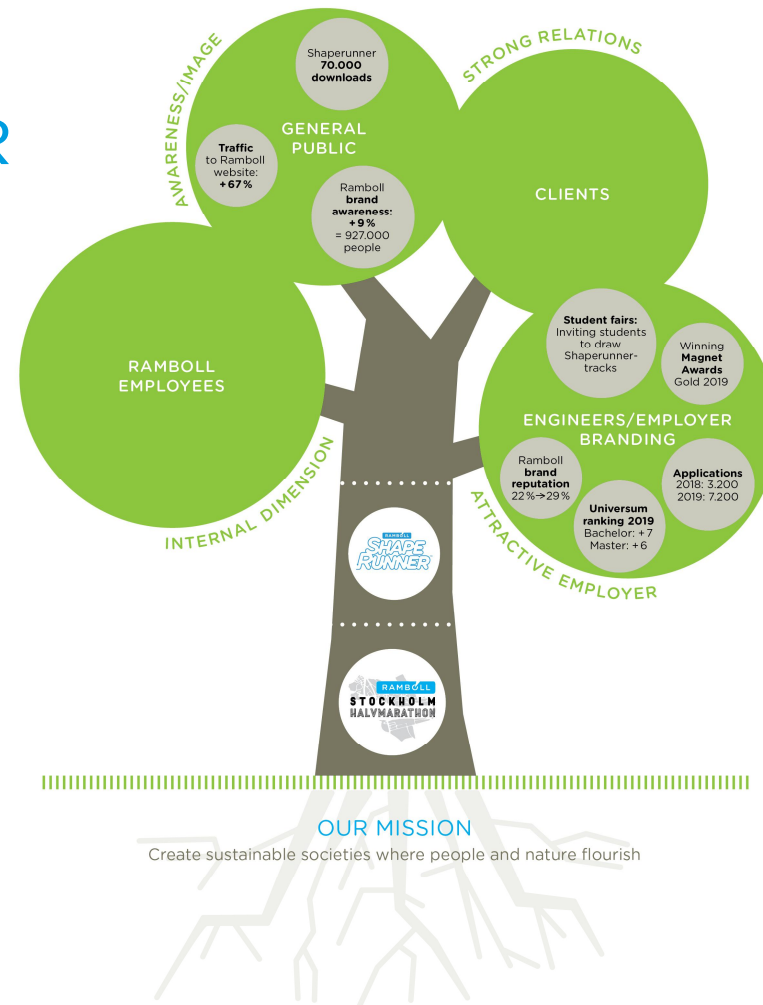 R
AWARENESS/IMAGE
Shaperunner
70.000
downloads
GENERAL
PUBLIC
Traffic
to Ramboll
website:
+67%
Ramboll
brand
awareness:
+9%
= 927.000
people
STRONG RELATIONS
CLIENTS
RAMBOLL
EMPLOYEES
INTERNAL DIMENSION
Student fairs:
Inviting students
to draw
Shaperunner-
tracks
Winning
Magnet
Awards
Gold 2019
ENGINEERS/EMPLOYER
BRANDING
Ramboll
brand
reputation
22%→29%
Universum
ranking 2019
Bachelor: +7
Master: +6
Applications
2018: 3.200
2019: 7.200
ATTRACTIVE EMPLOYER
RAMBOLL
SHAPE
RUNNER
RAMBOLL
STOCKHOLM
HALVMARATHON
OUR MISSION
Create sustainable societies where people and nature flourish